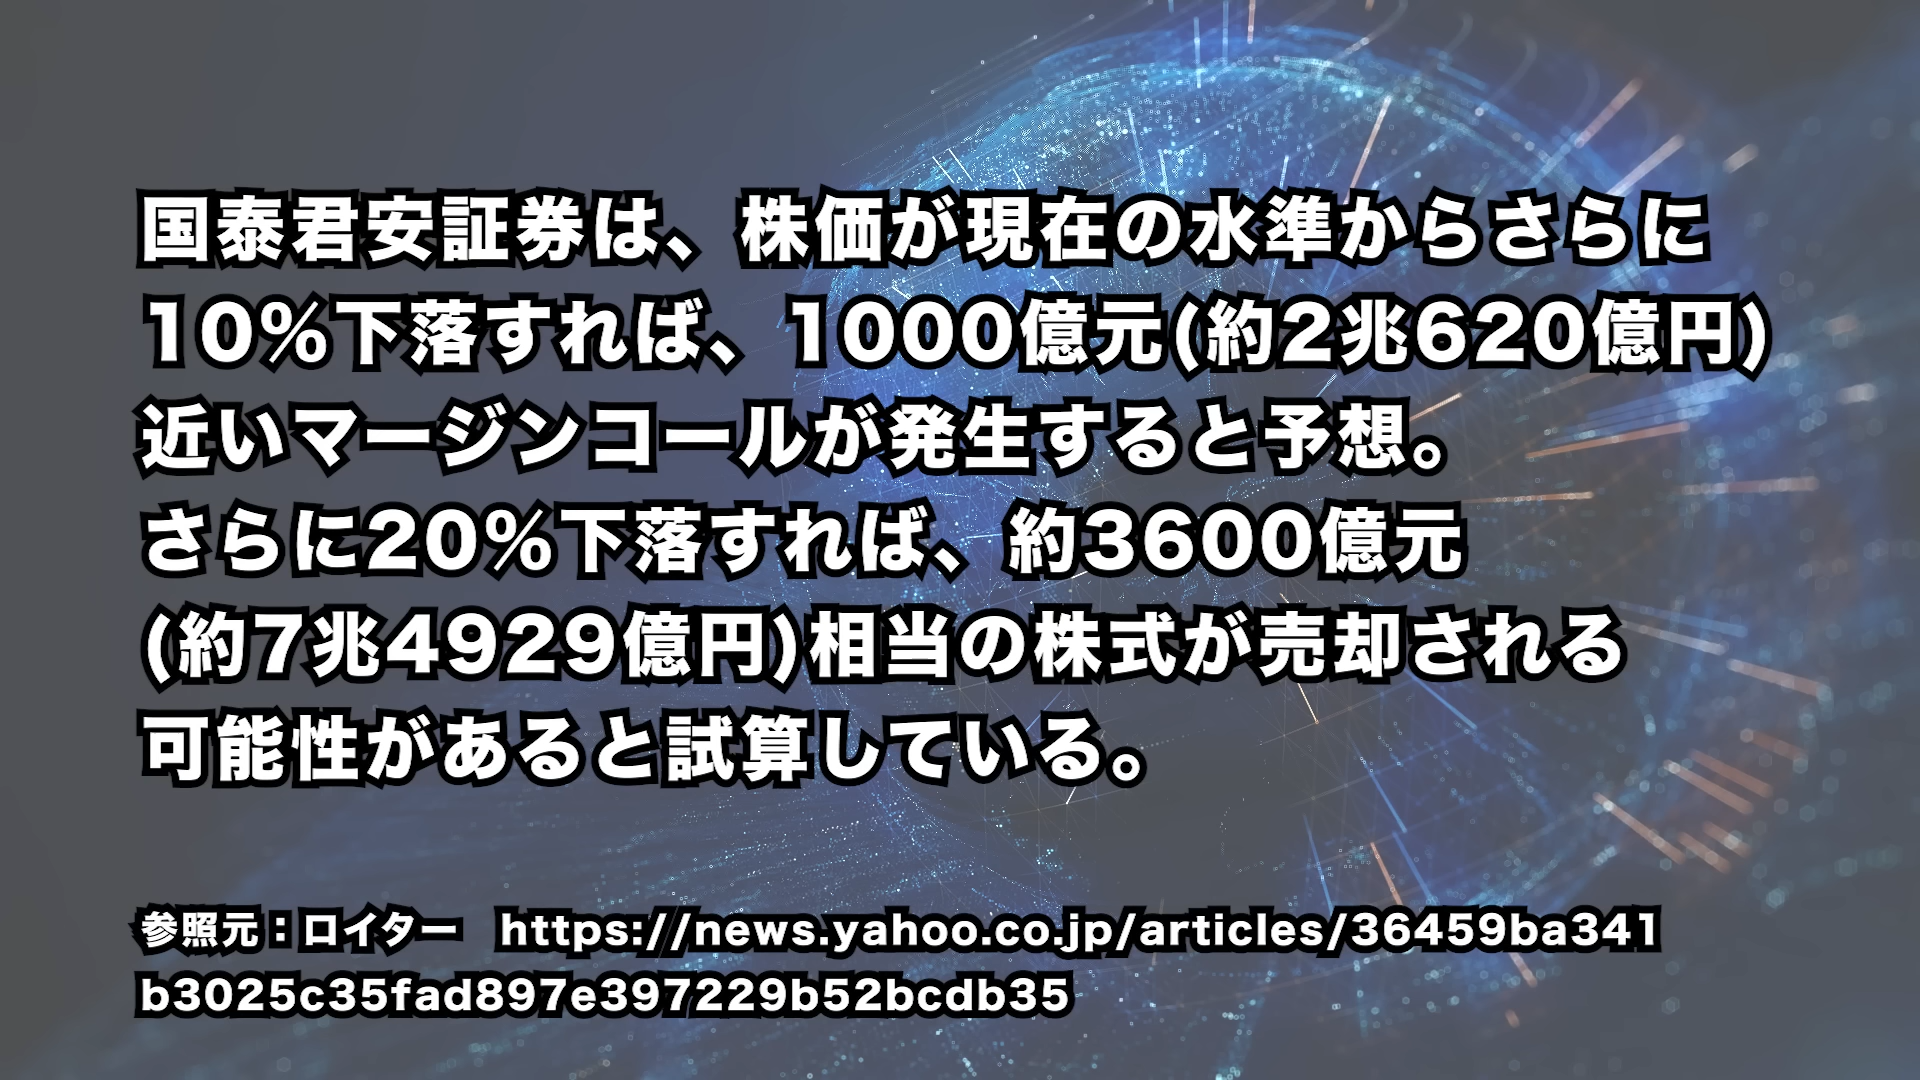 国泰君安証券は、株価が現在の水準からさらに
10%下落すれば、1000億元(約2兆620億円)
近いマージンコールが発生すると予想。
さらに20%下落すれば、約3600億元
(約7兆4929億円)相当の株式が売却される
可能性があると試算している。
参照元：ロイター　https://news.yahoo.co.jp/articles/36459ba341
b3025c35fad897e397229b52bcdb35